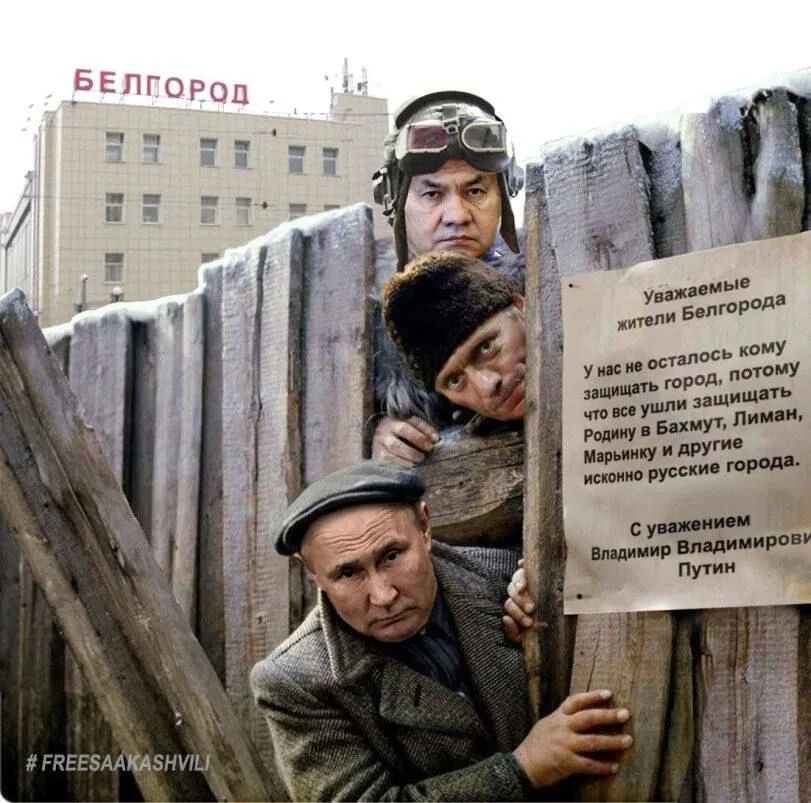 БЕЛГОРОД
Уважаемые
жители Белгорода
У нас не осталось кому
защищать город, потому
что все ушли защищать
Родину в Бахмут, Лиман,
Марьинку и другие
исконно русские города.
С уважением
Владимир Владимирови
Путин
# FREESAAKASHVILI